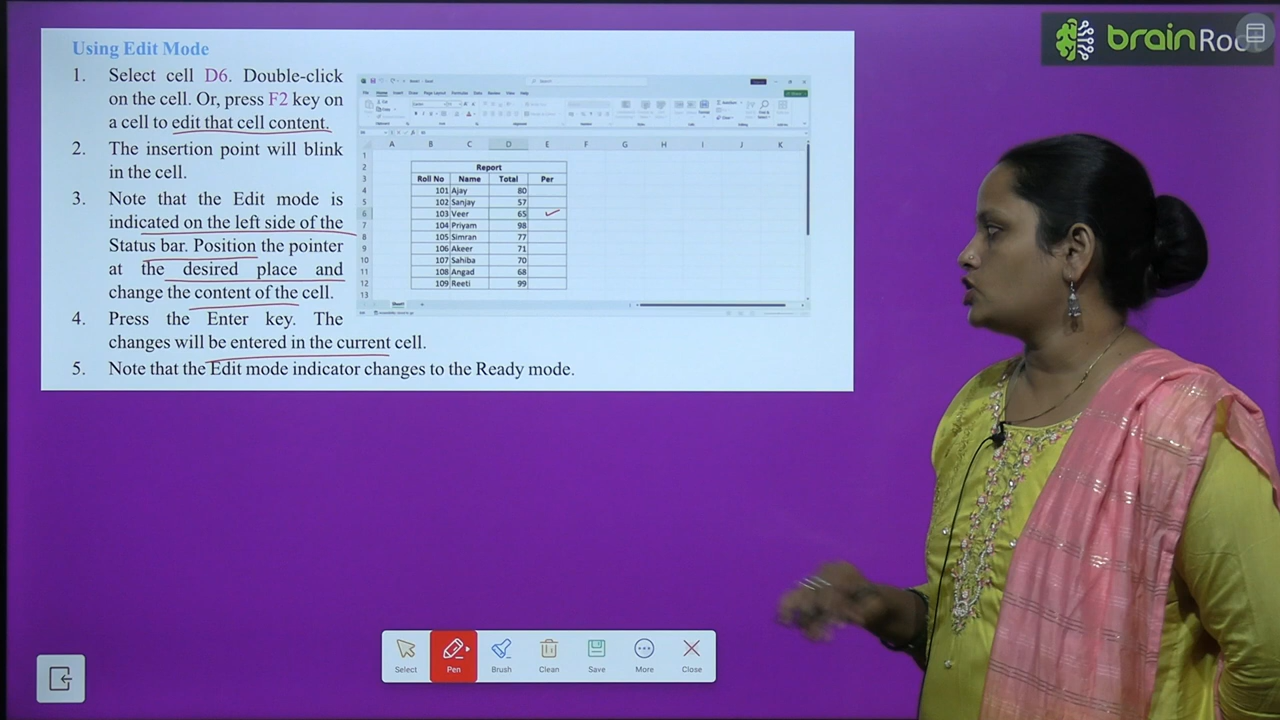 brainRoot
Using Edit Mode
1. Select cell D6. Double-click
on the cell. Or, press F2 key on
a cell to edit that cell content.
2. The insertion point will blink
in the cell.
3. Note that the Edit mode is
indicated on the left side of the
Status bar. Position the pointer
at the desired place and
change the content of the cell.
4. Press the Enter key. The
changes will be entered in the current cell.
5. Note that the Edit mode indicator changes to the Ready mode.
A B C D E F G H I J K
1
2 Report
3 Roll No Name Total Per
4 101 Ajay 80
5 102 Sanjay 57
6 103 Veer 65
7 104 Priyam 98
8 105 Simran 77
9 106 Akeer 71
10 107 Sahiba 70
11 108 Angad 68
12 109 Reeti 99
13
Sheet1
Select Pen Brush Clean Save More Close